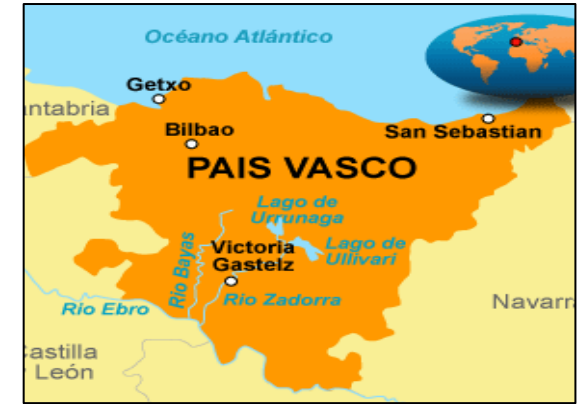 Océano Atlántico
Getxo
antabria
Bilbao
San Sebastian
PAIS VASCO
Lago de
Urrunaga
Victoria
Gastelz
Lago de
Ullivari
Rio Bayas
Rio Zadorra
Rio Ebro
Navarr
astilla
León